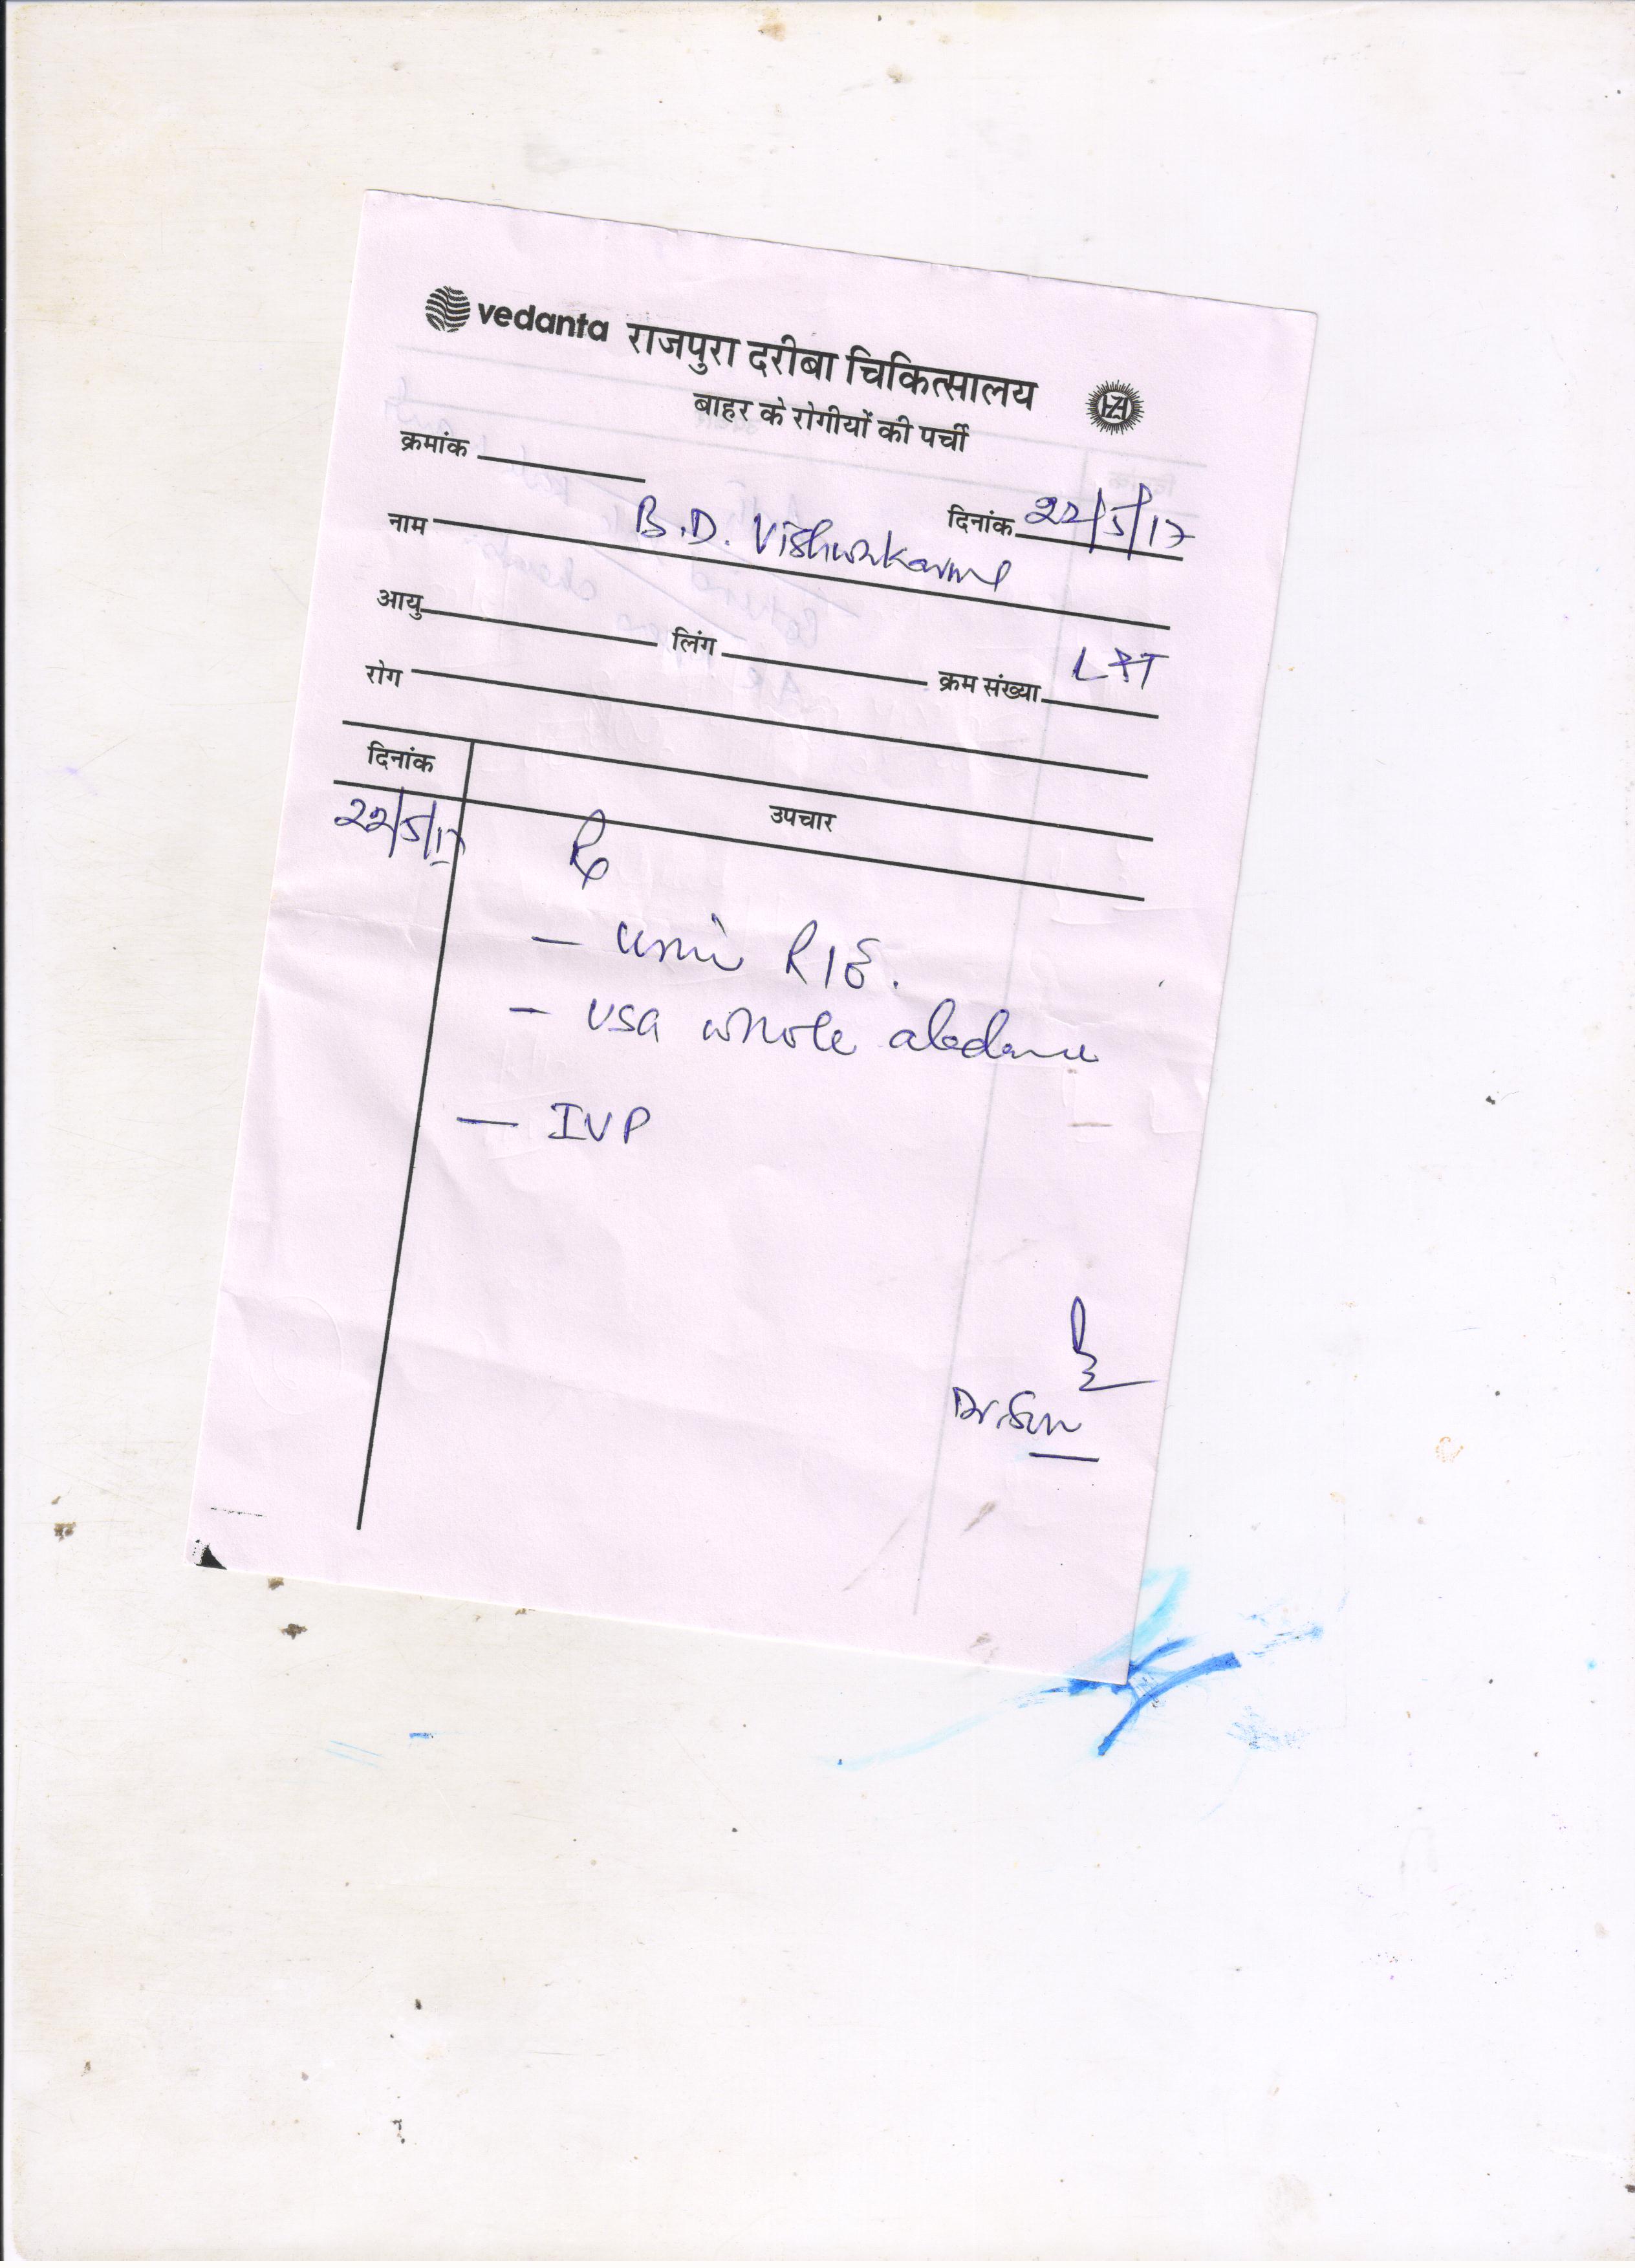 vedanta राजपुरा दरीबा चिकित्सालय
बाहर के रोगीयों की पर्ची
क्रमांक
दिनांक 22/5/17
नाम B.D. Vishwakarma
आयु लिंग क्रम संख्या
रोग
दिनांक उपचार
22/5/17 Rx
- R/E.
- USG whole abdomen
- IVP
Dr.